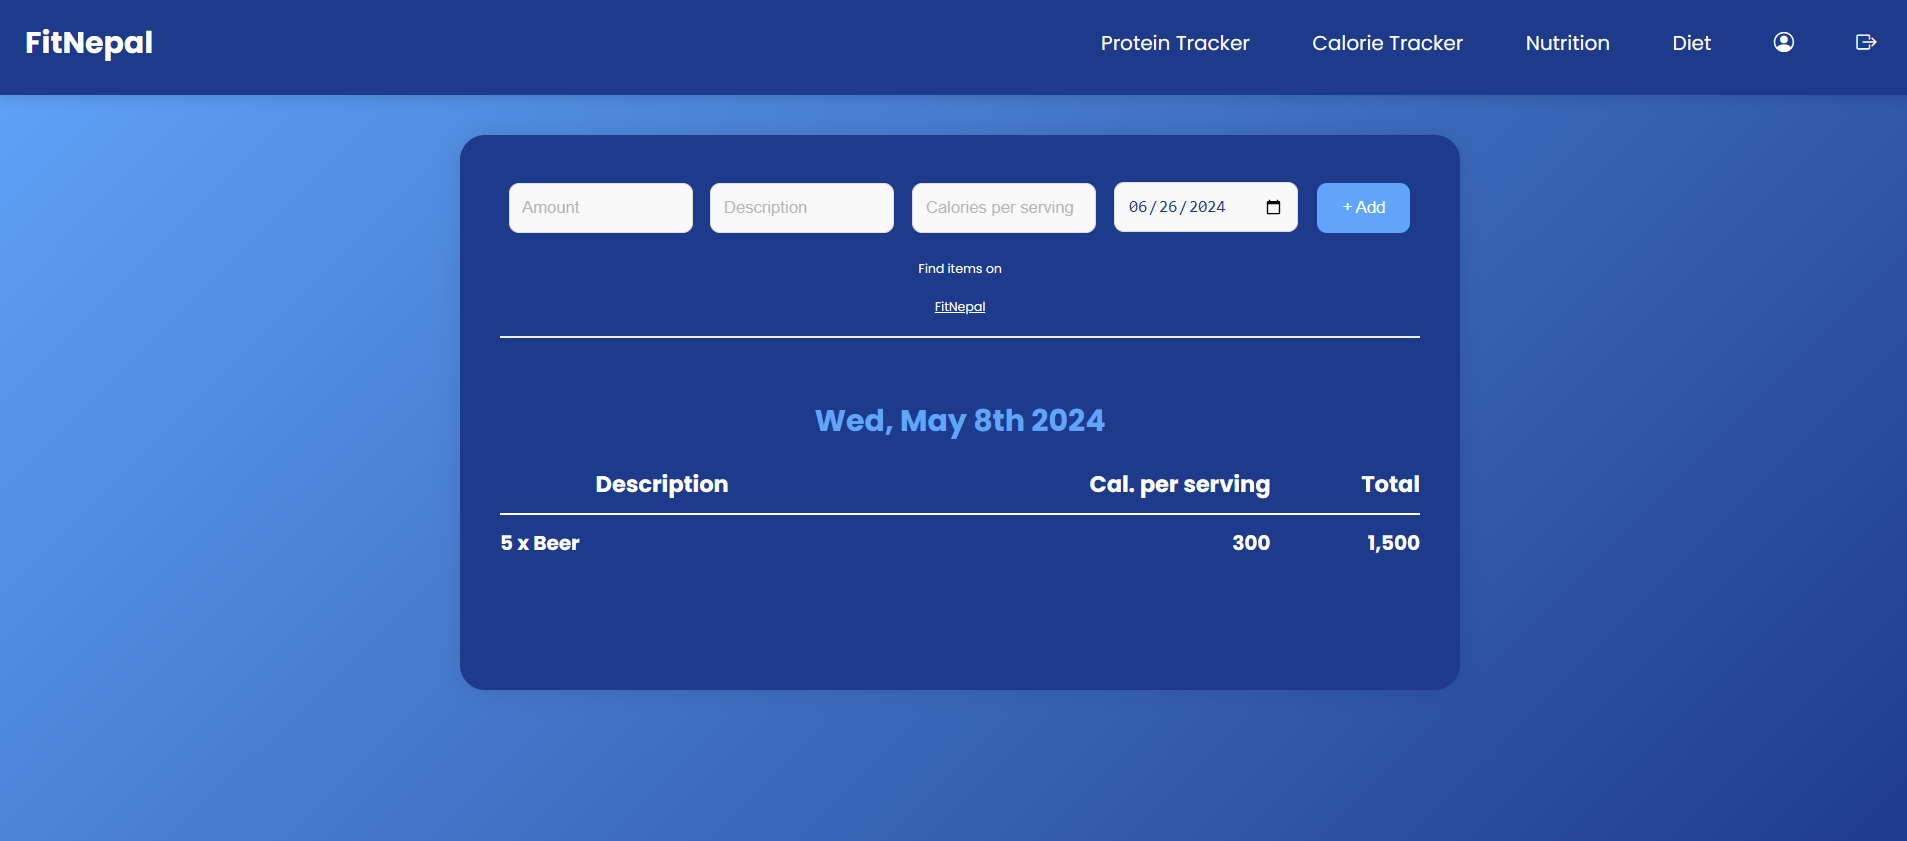 FitNepal Protein Tracker Calorie Tracker Nutrition Diet
Amount Description Calories per serving 06/26/2024 + Add
Find items on
FitNepal
Wed, May 8th 2024
Description Cal. per serving Total
5 x Beer 300 1,500